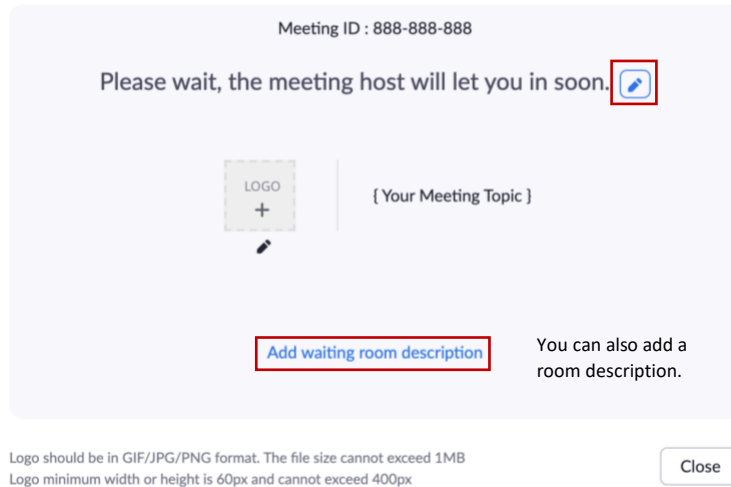 Meeting ID : 888-888-888
Please wait, the meeting host will let you in soon.
LOGO
+
{ Your Meeting Topic }
Add waiting room description
You can also add a
room description.
Logo should be in GIF/JPG/PNG format. The file size cannot exceed 1MB
Logo minimum width or height is 60px and cannot exceed 400px
Close